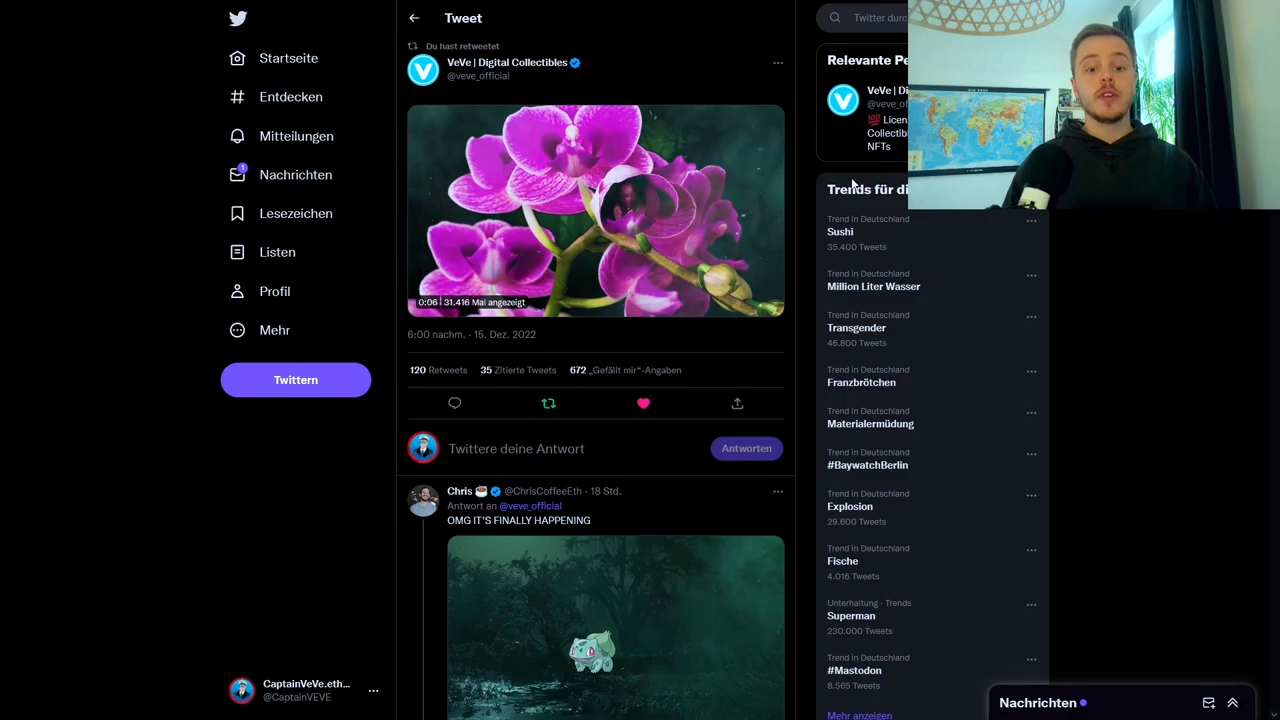 Startseite
Entdecken
Mitteilungen
1
Nachrichten
Lesezeichen
Listen
Profil
Mehr
Twittern
CaptainVeVe.eth...
@CaptainVEVE
Tweet
Du hast retweetet
VeVe | Digital Collectibles
@veve_official
0:06 | 31.416 Mal angezeigt
6:00 nachm. · 15. Dez. 2022
120 Retweets 35 Zitierte Tweets 672 „Gefällt mir“-Angaben
Twittere deine Antwort
Antworten
Chris @ChrisCoffeeEth · 18 Std.
Antwort an @veve_official
OMG IT'S FINALLY HAPPENING
Twitter durc
Relevante Pe
VeVe | Di
@veve_of
💯 Licen
Collectib
NFTs
Trends für di
Trend in Deutschland
Sushi
35.400 Tweets
Trend in Deutschland
Million Liter Wasser
Trend in Deutschland
Transgender
46.800 Tweets
Trend in Deutschland
Franzbrötchen
Trend in Deutschland
Materialermüdung
Trend in Deutschland
#BaywatchBerlin
Trend in Deutschland
Explosion
29.600 Tweets
Trend in Deutschland
Fische
4.016 Tweets
Unterhaltung · Trends
Superman
230.000 Tweets
Trend in Deutschland
#Mastodon
8.565 Tweets
Mehr anzeigen
Nachrichten